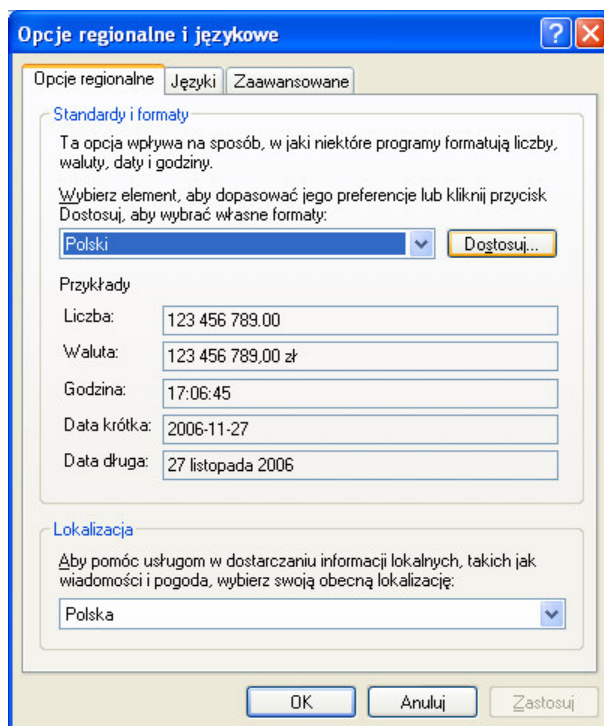 Opcje regionalne i językowe
Opcje regionalne Języki Zaawansowane
Standardy i formaty
Ta opcja wpływa na sposób, w jaki niektóre programy formatują liczby,
waluty, daty i godziny.
Wybierz element, aby dopasować jego preferencje lub kliknij przycisk
Dostosuj, aby wybrać własne formaty:
Polski Dostosuj...
Przykłady
Liczba: 123 456 789.00
Waluta: 123 456 789,00 zł
Godzina: 17:06:45
Data krótka: 2006-11-27
Data długa: 27 listopada 2006
Lokalizacja
Aby pomóc usługom w dostarczaniu informacji lokalnych, takich jak
wiadomości i pogoda, wybierz swoją obecną lokalizację:
Polska
OK Anuluj Zastosuj